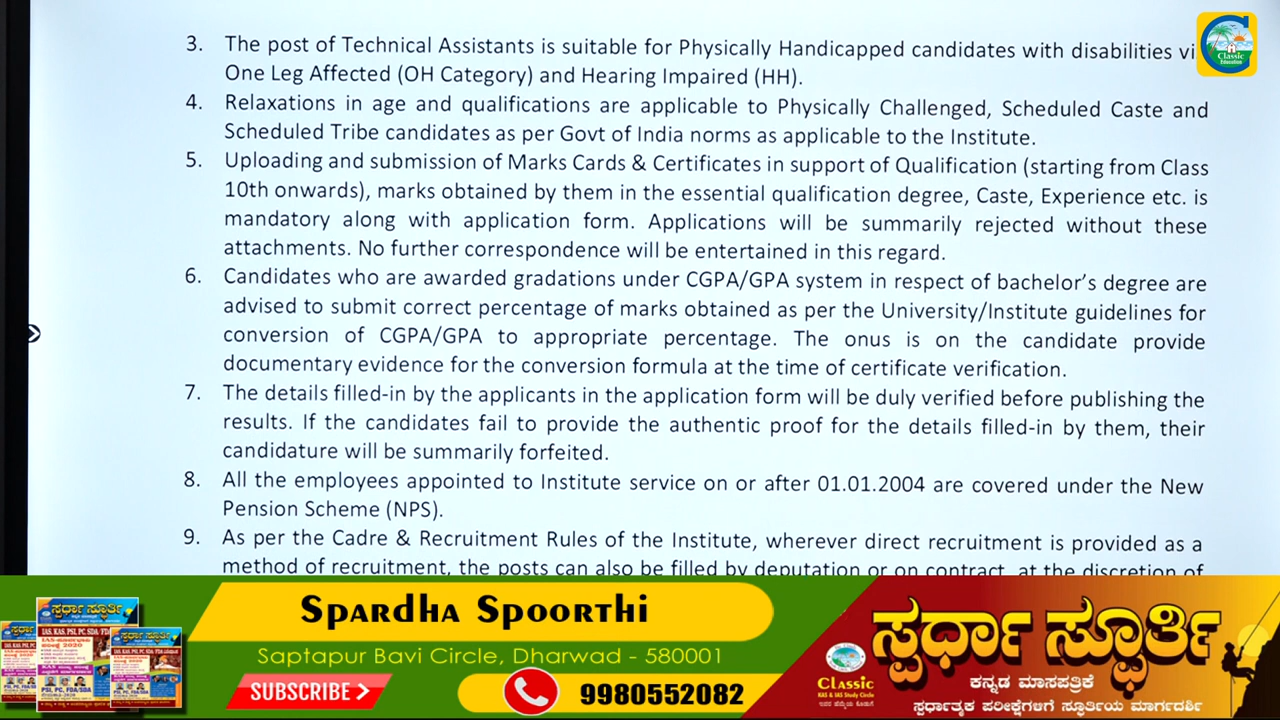 3. The post of Technical Assistants is suitable for Physically Handicapped candidates with disabilities vi
One Leg Affected (OH Category) and Hearing Impaired (HH).
4. Relaxations in age and qualifications are applicable to Physically Challenged, Scheduled Caste and
Scheduled Tribe candidates as per Govt of India norms as applicable to the Institute.
5. Uploading and submission of Marks Cards & Certificates in support of Qualification (starting from Class
10th onwards), marks obtained by them in the essential qualification degree, Caste, Experience etc. is
mandatory along with application form. Applications will be summarily rejected without these
attachments. No further correspondence will be entertained in this regard.
6. Candidates who are awarded gradations under CGPA/GPA system in respect of bachelor's degree are
advised to submit correct percentage of marks obtained as per the University/Institute guidelines for
conversion of CGPA/GPA to appropriate percentage. The onus is on the candidate provide
documentary evidence for the conversion formula at the time of certificate verification.
7. The details filled-in by the applicants in the application form will be duly verified before publishing the
results. If the candidates fail to provide the authentic proof for the details filled-in by them, their
candidature will be summarily forfeited.
8. All the employees appointed to Institute service on or after 01.01.2004 are covered under the New
Pension Scheme (NPS).
9. As per the Cadre & Recruitment Rules of the Institute, wherever direct recruitment is provided as a
method of recruitment, the posts can also be filled by deputation or on contract, at the discretion of
Classic
Education
Spardha Spoorthi
Saptapur Bavi Circle, Dharwad - 580001
SUBSCRIBE
9980552082
ಸ್ಪರ್ಧಾ ಸ್ಫೂರ್ತಿ
ಕನ್ನಡ ಮಾಸಪತ್ರಿಕೆ
ಸ್ಪರ್ಧಾತ್ಮಕ ಪರೀಕ್ಷೆಗಳಿಗೆ ಸ್ಫೂರ್ತಿಯ ಮಾರ್ಗದರ್ಶಿ
Classic
KAS & IAS Study Circle